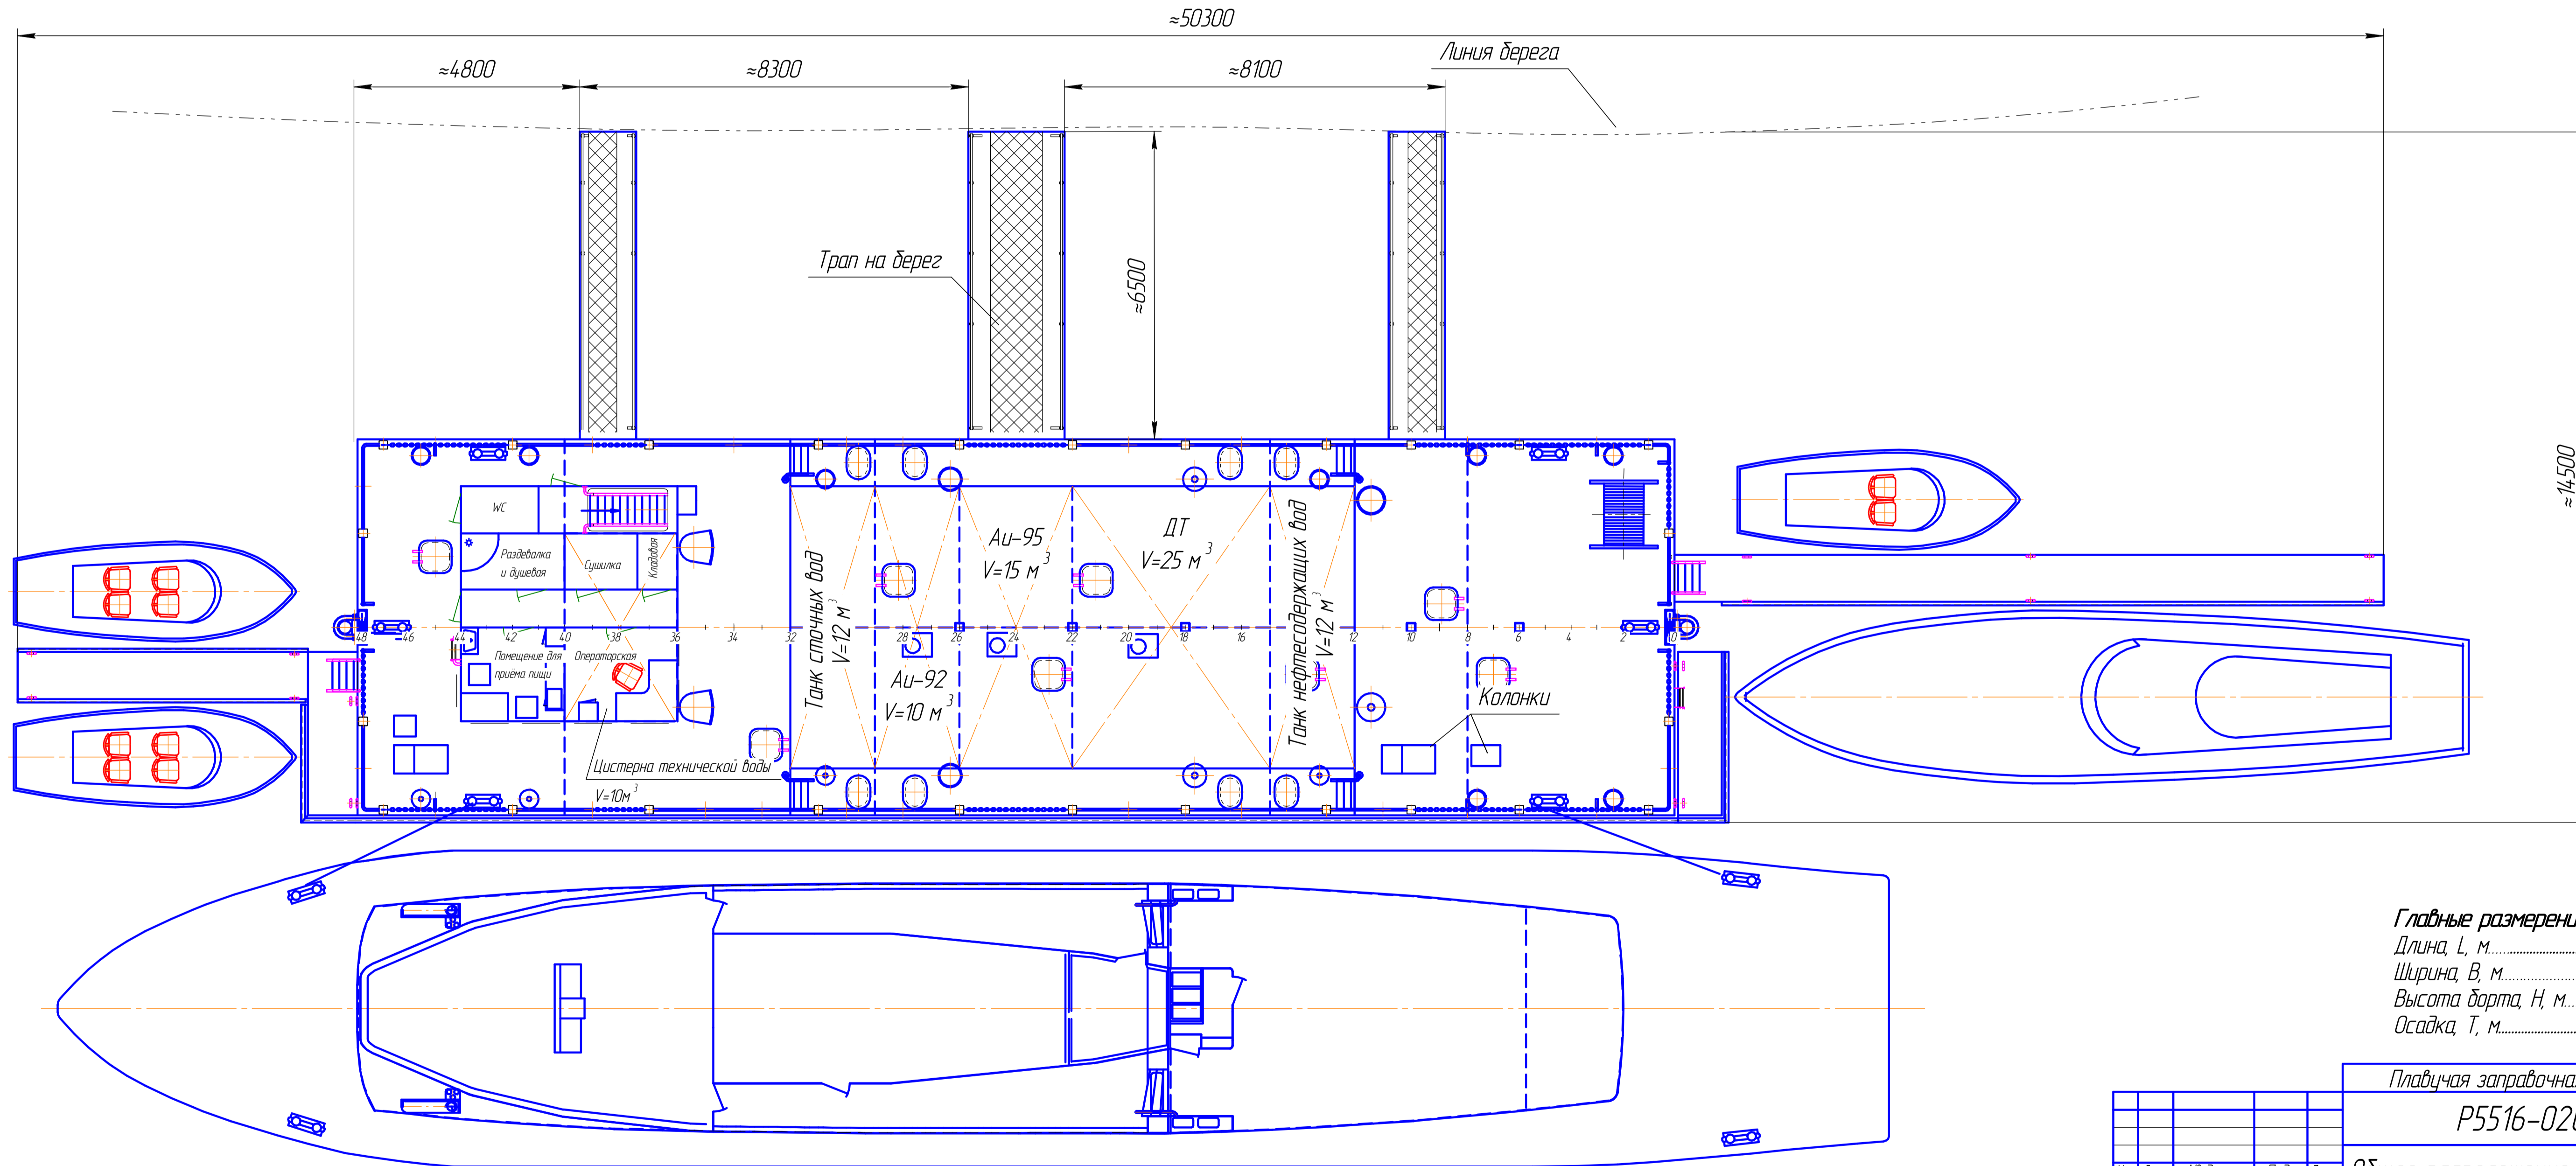 ≈50300
≈4800
≈8300
≈8100
Линия берега
Трап на берег
≈6500
≈14500
WC
Раздевалка
и душевая
Сушилка
Кладовая
Помещение для
приема пищи
Операторская
Цистерна технической воды
V=10м³
Танк сточных вод
V=12 м³
Аи-92
V=10 м³
Аи-95
V=15 м³
ДТ
V=25 м³
Танк нефтесодержащих вод
V=12 м³
Колонки
48 46 44 42 40 38 36 34 32 28 26 24 22 20 18 16 12 10 8 6 4 2 0
Главные размерени
Длина, L, м
Ширина, B, м
Высота борта, H, м
Осадка, T, м
Плавучая заправочна
Р5516-02